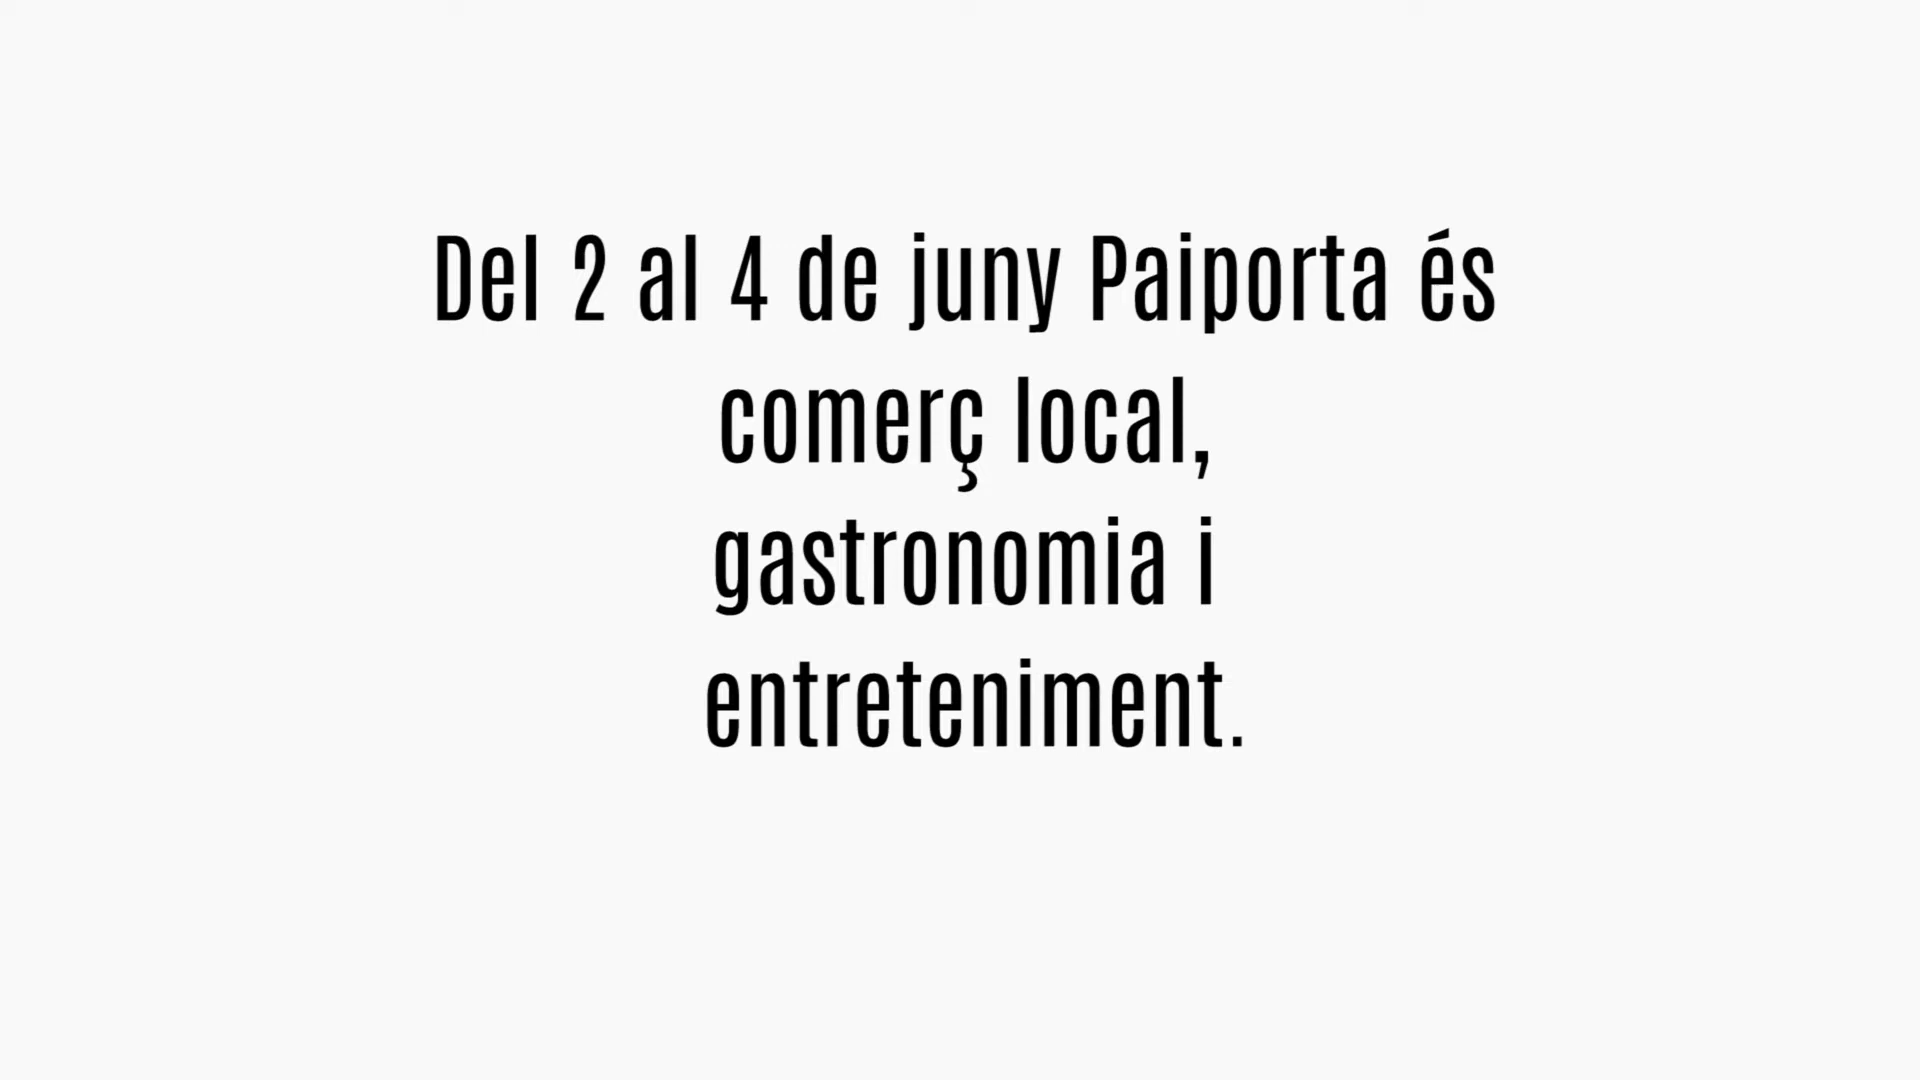 Del 2 al 4 de juny Paiporta és
comerç local,
gastronomia i
entreteniment.